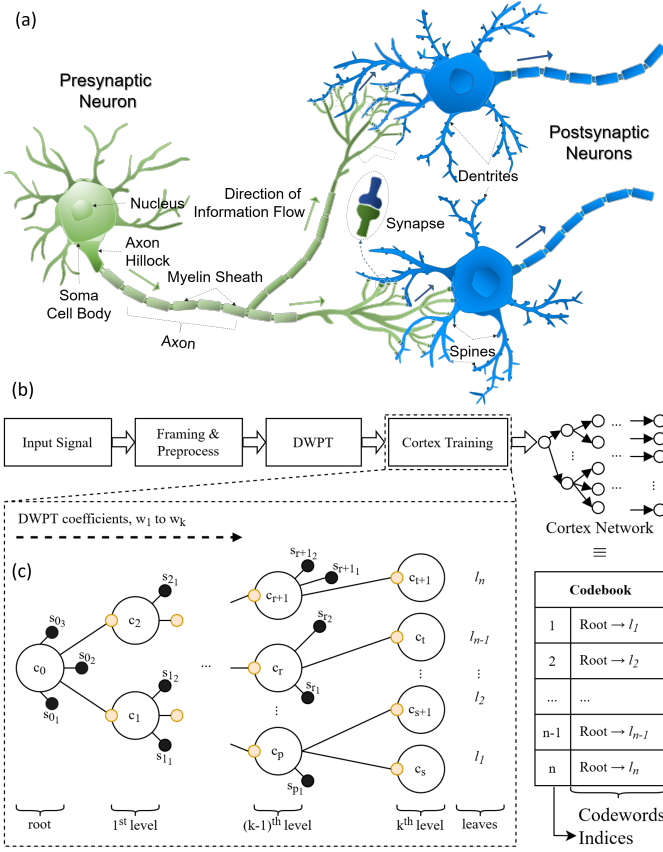 (a)
Presynaptic
Neuron
Nucleus
Axon
Hillock
Soma
Cell Body
Myelin Sheath
Axon
Direction of
Information Flow
Synapse
Dentrites
Postsynaptic
Neurons
Spines
(b)
Input Signal
Framing &
Preprocess
DWPT
Cortex Training
...
...
...
...
Cortex Network
≡
DWPT coefficients, w1 to wk
(c)
c0
s03
s02
s01
c2
s21
c1
s12
s11
...
cr+1
sr+12
sr+11
cr
sr2
sr1
...
cp
sp1
ct+1
ct
...
cs+1
cs
ln
ln-1
...
l2
l1
root
1st level
(k-1)th level
kth level
leaves
Codebook
1 Root → l1
2 Root → l2
... ...
n-1 Root → ln-1
n Root → ln
Codewords
Indices